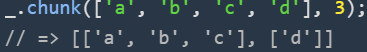 _.chunk(['a', 'b', 'c', 'd'], 3);
// => [['a', 'b', 'c'], ['d']]